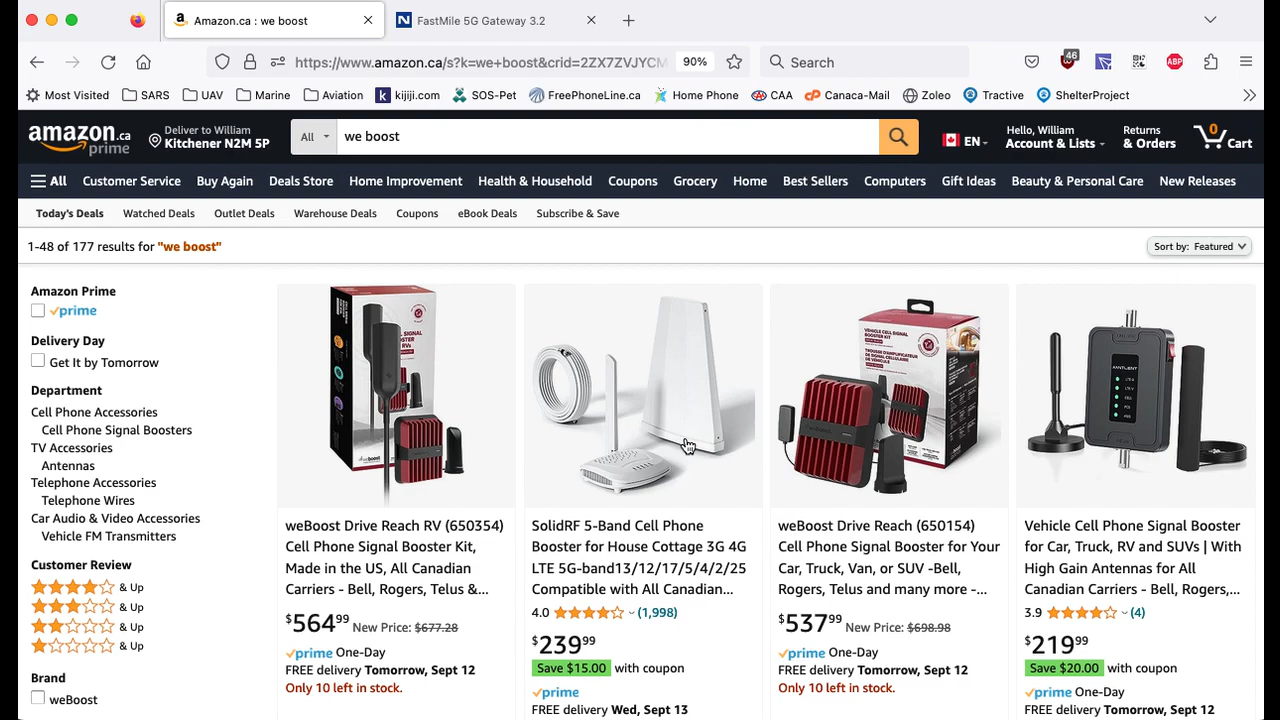 Amazon.ca : we boost
FastMile 5G Gateway 3.2
https://www.amazon.ca/s?k=we+boost&crid=2ZX7ZVJYCM
90%
Search
46
ABP
Most Visited
SARS
UAV
Marine
Aviation
kijiji.com
SOS-Pet
FreePhoneLine.ca
Home Phone
CAA
Canaca-Mail
Zoleo
Tractive
ShelterProject
amazon.ca
prime
Deliver to William
Kitchener N2M 5P
All
we boost
EN
Hello, William
Account & Lists
Returns
& Orders
0
Cart
All
Customer Service
Buy Again
Deals Store
Home Improvement
Health & Household
Coupons
Grocery
Home
Best Sellers
Computers
Gift Ideas
Beauty & Personal Care
New Releases
Today's Deals
Watched Deals
Outlet Deals
Warehouse Deals
Coupons
eBook Deals
Subscribe & Save
1-48 of 177 results for "we boost"
Sort by: Featured
Amazon Prime
prime
Delivery Day
Get It by Tomorrow
Department
Cell Phone Accessories
Cell Phone Signal Boosters
TV Accessories
Antennas
Telephone Accessories
Telephone Wires
Car Audio & Video Accessories
Vehicle FM Transmitters
Customer Review
& Up
& Up
& Up
& Up
Brand
weBoost
weBoost Drive Reach RV (650354)
Cell Phone Signal Booster Kit,
Made in the US, All Canadian
Carriers - Bell, Rogers, Telus &...
$564.99 New Price: $677.28
prime One-Day
FREE delivery Tomorrow, Sept 12
Only 10 left in stock.
SolidRF 5-Band Cell Phone
Booster for House Cottage 3G 4G
LTE 5G-band13/12/17/5/4/2/25
Compatible with All Canadian...
4.0 (1,998)
$239.99
Save $15.00 with coupon
prime
FREE delivery Wed, Sept 13
weBoost Drive Reach (650154)
Cell Phone Signal Booster for Your
Car, Truck, Van, or SUV -Bell,
Rogers, Telus and many more -...
$537.99 New Price: $698.98
prime One-Day
FREE delivery Tomorrow, Sept 12
Only 10 left in stock.
Vehicle Cell Phone Signal Booster
for Car, Truck, RV and SUVs | With
High Gain Antennas for All
Canadian Carriers - Bell, Rogers,...
3.9 (4)
$219.99
Save $20.00 with coupon
prime One-Day
FREE delivery Tomorrow, Sept 12